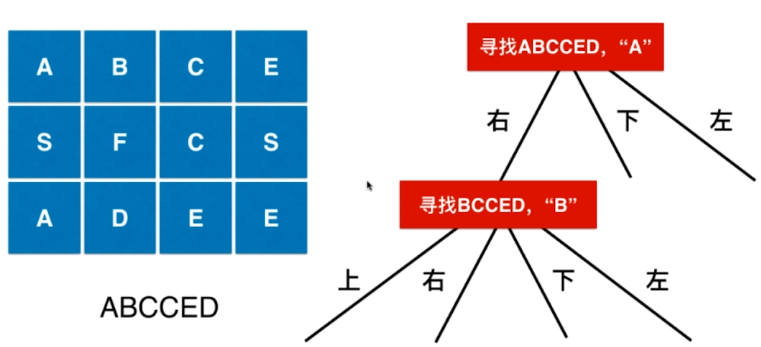 A B C E
S F C S
A D E E
ABCCED
寻找ABCCED，“A”
右 下 左
寻找BCCED，“B”
上 右 下 左